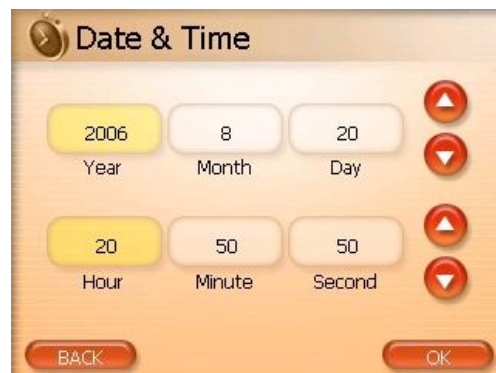 Date & Time
2006 8 20
Year Month Day
20 50 50
Hour Minute Second
BACK OK